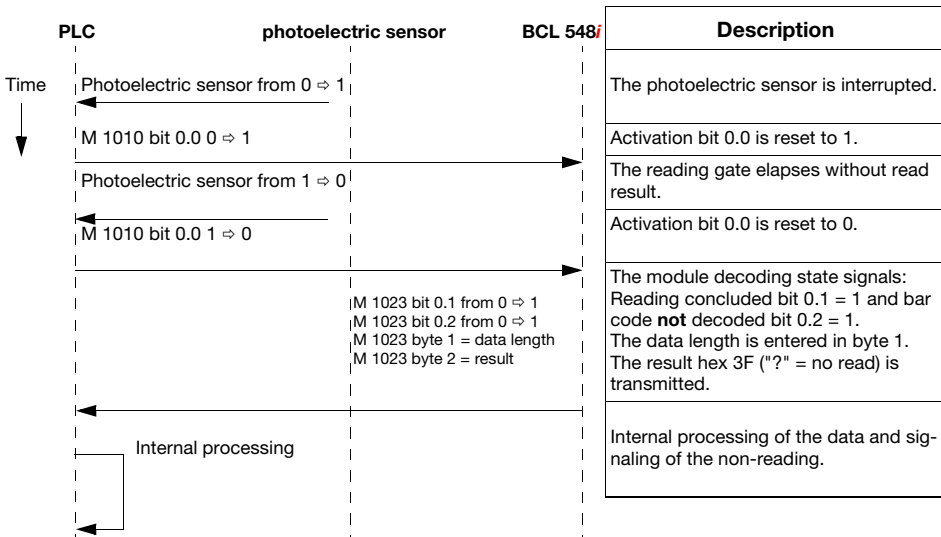 PLC photoelectric sensor BCL 548i
Time
Photoelectric sensor from 0 ⇨ 1
M 1010 bit 0.0 0 ⇨ 1
Photoelectric sensor from 1 ⇨ 0
M 1010 bit 0.0 1 ⇨ 0
M 1023 bit 0.1 from 0 ⇨ 1
M 1023 bit 0.2 from 0 ⇨ 1
M 1023 byte 1 = data length
M 1023 byte 2 = result
Internal processing
Description
The photoelectric sensor is interrupted.
Activation bit 0.0 is reset to 1.
The reading gate elapses without read
result.
Activation bit 0.0 is reset to 0.
The module decoding state signals:
Reading concluded bit 0.1 = 1 and bar
code not decoded bit 0.2 = 1.
The data length is entered in byte 1.
The result hex 3F ("?" = no read) is
transmitted.
Internal processing of the data and sig-
naling of the non-reading.